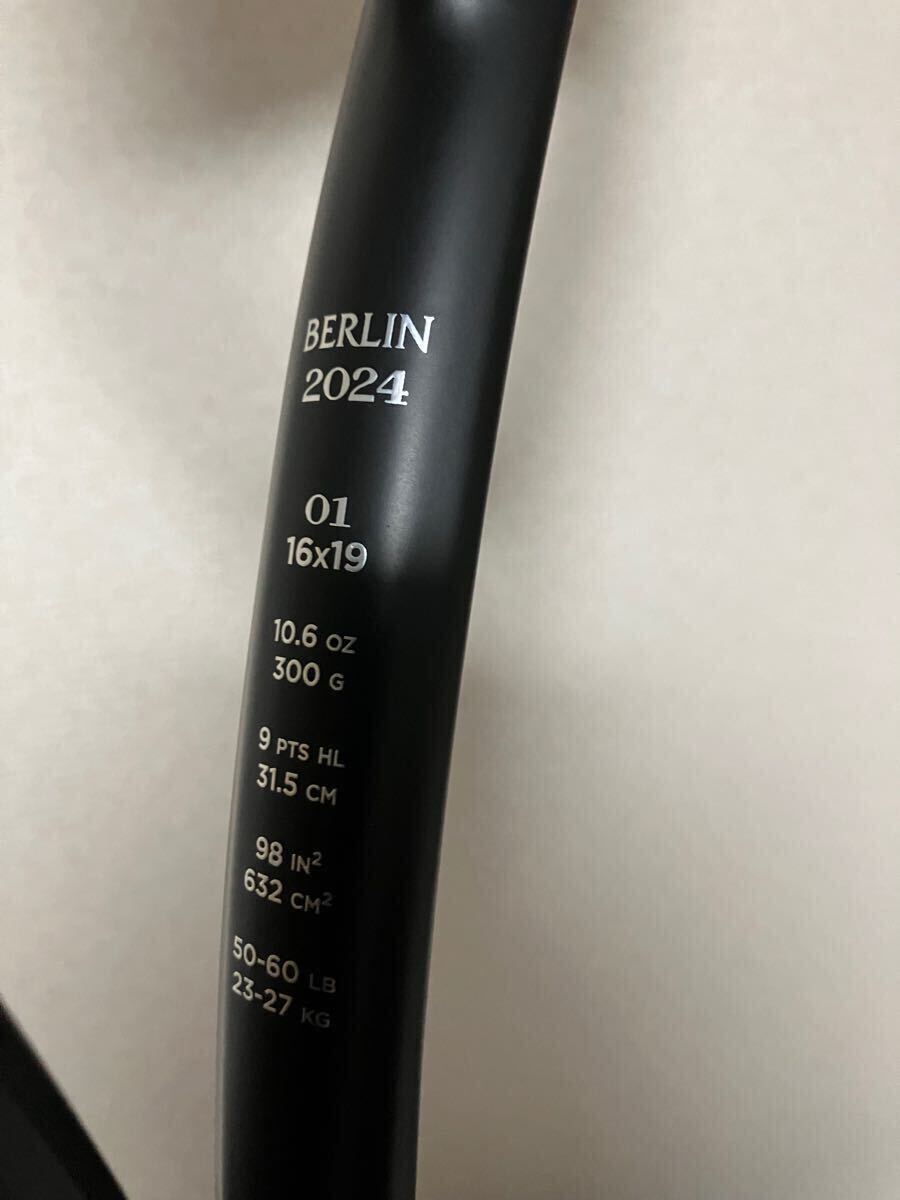 BERLIN
2024
01
16x19
10.6 OZ
300 G
9 PTS HL
31.5 CM
98 IN²
632 CM²
50-60 LB
23-27 KG